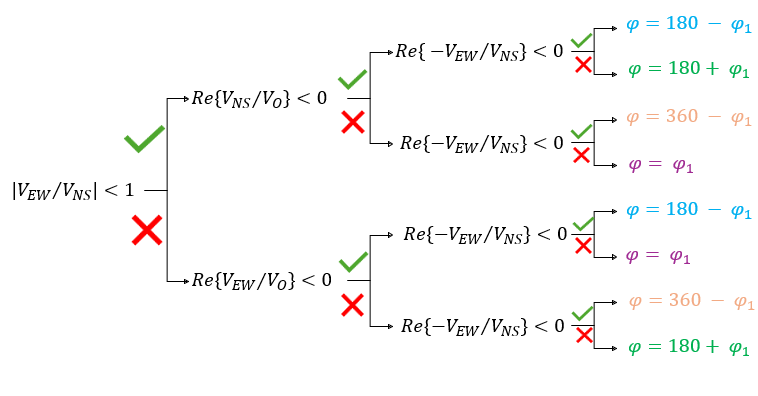 |V_EW/V_NS| < 1
Re{V_NS/V_O} < 0
Re{−V_EW/V_NS} < 0
φ = 180 − φ_1
φ = 180 + φ_1
Re{−V_EW/V_NS} < 0
φ = 360 − φ_1
φ = φ_1
Re{V_EW/V_O} < 0
Re{−V_EW/V_NS} < 0
φ = 180 − φ_1
φ = φ_1
Re{−V_EW/V_NS} < 0
φ = 360 − φ_1
φ = 180 + φ_1